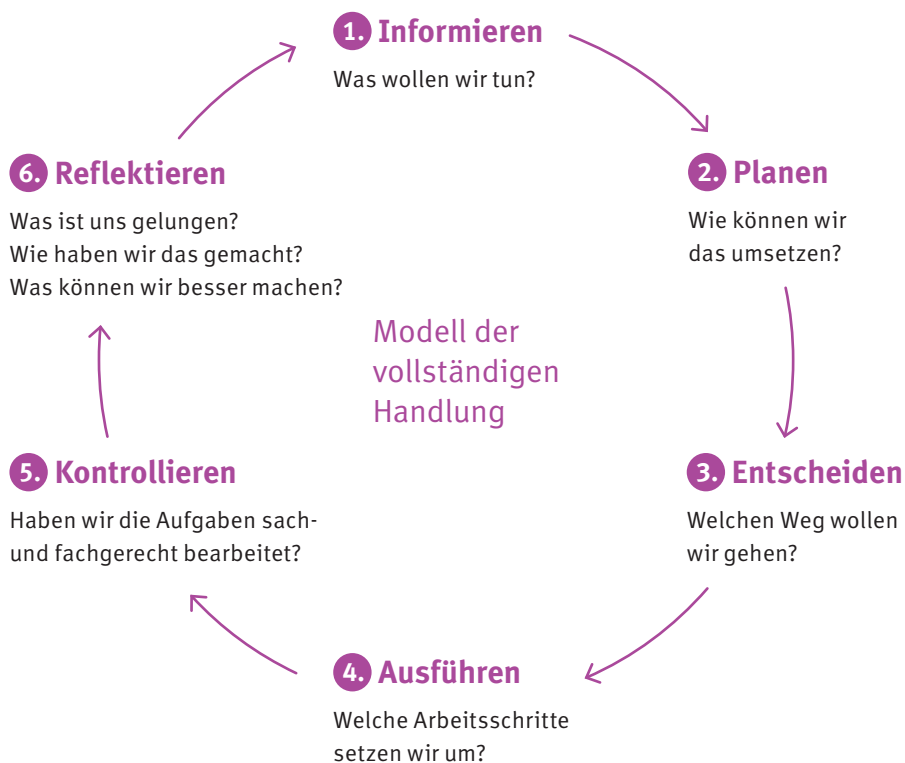 1. Informieren
Was wollen wir tun?
2. Planen
Wie können wir
das umsetzen?
3. Entscheiden
Welchen Weg wollen
wir gehen?
4. Ausführen
Welche Arbeitsschritte
setzen wir um?
5. Kontrollieren
Haben wir die Aufgaben sach-
und fachgerecht bearbeitet?
6. Reflektieren
Was ist uns gelungen?
Wie haben wir das gemacht?
Was können wir besser machen?
Modell der
vollständigen
Handlung